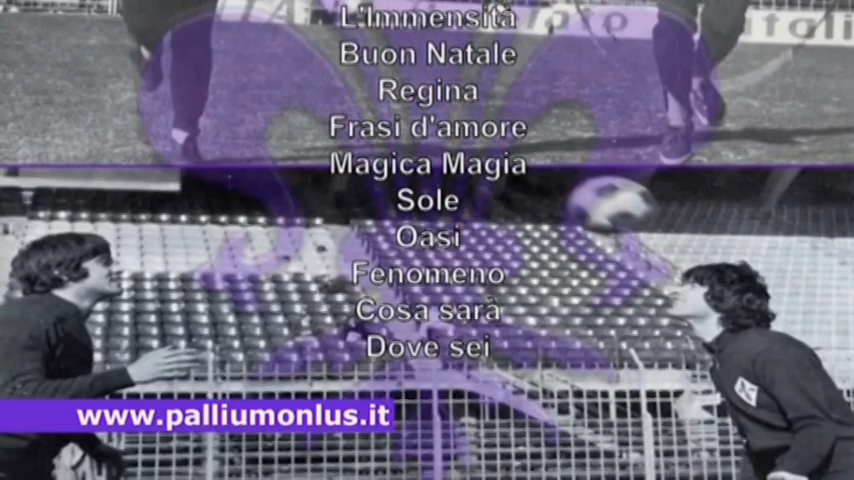 L'Immensità
Buon Natale
Regina
Frasi d'amore
Magica Magia
Sole
Oasi
Fenomeno
Cosa sarà
Dove sei
www.palliumonlus.it